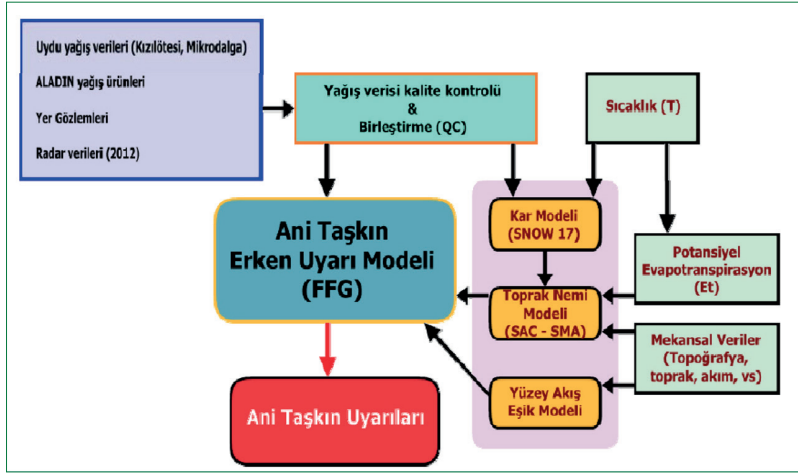 Uydu yağış verileri (Kızılötesi, Mikrodalga)
ALADIN yağış ürünleri
Yer Gözlemleri
Radar verileri (2012)
Yağış verisi kalite kontrolü
&
Birleştirme (QC)
Sıcaklık (T)
Ani Taşkın
Erken Uyarı Modeli
(FFG)
Kar Modeli
(SNOW 17)
Potansiyel
Evapotranspirasyon
(Et)
Toprak Nemi
Modeli
(SAC - SMA)
Mekansal Veriler
(Topoğrafya,
toprak, akım, vs)
Yüzey Akış
Eşik Modeli
Ani Taşkın Uyarıları